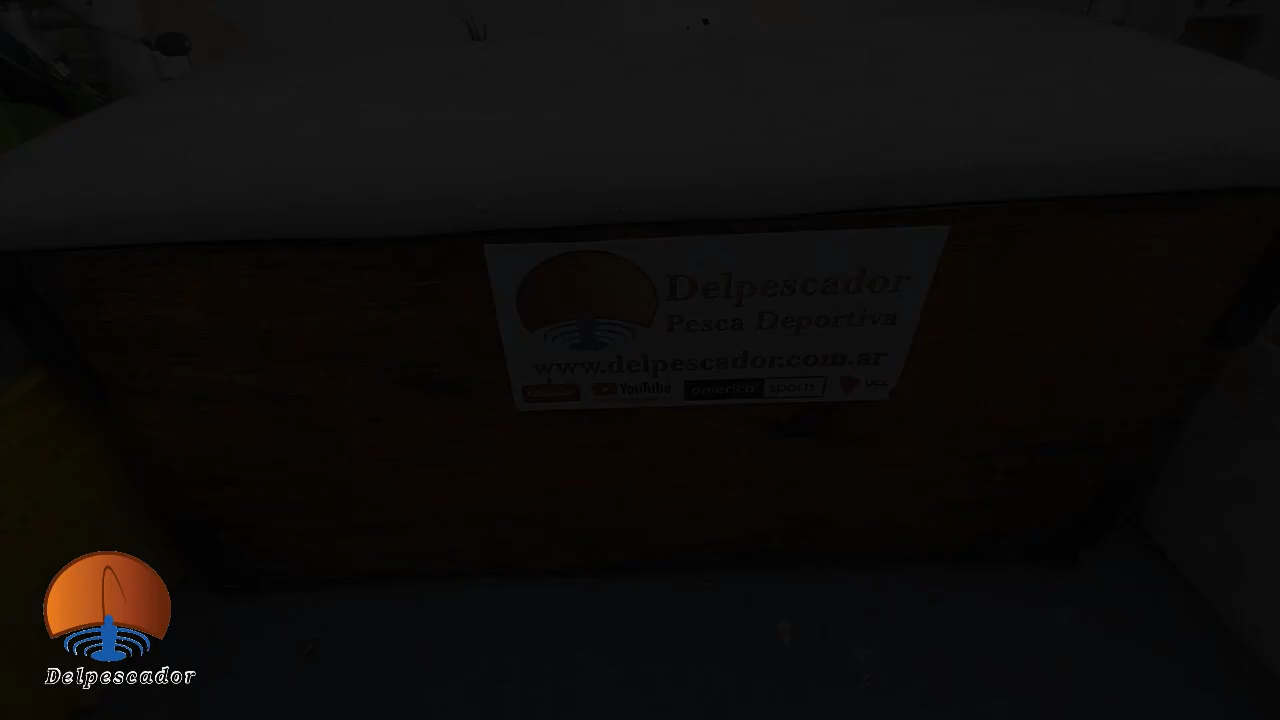 Delpescador
Pesca Deportiva
www.delpescador.com.ar
YouTube
america sports
Delpescador